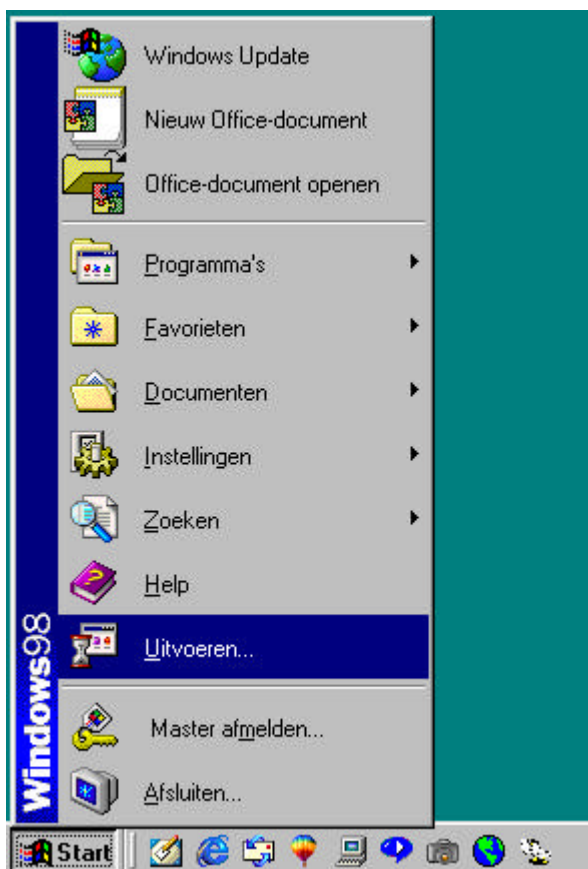 Windows Update
Nieuw Office-document
Office-document openen
Programma's
Favorieten
Documenten
Instellingen
Zoeken
Help
Uitvoeren...
Master afmelden...
Afsluiten...
Windows98
Start